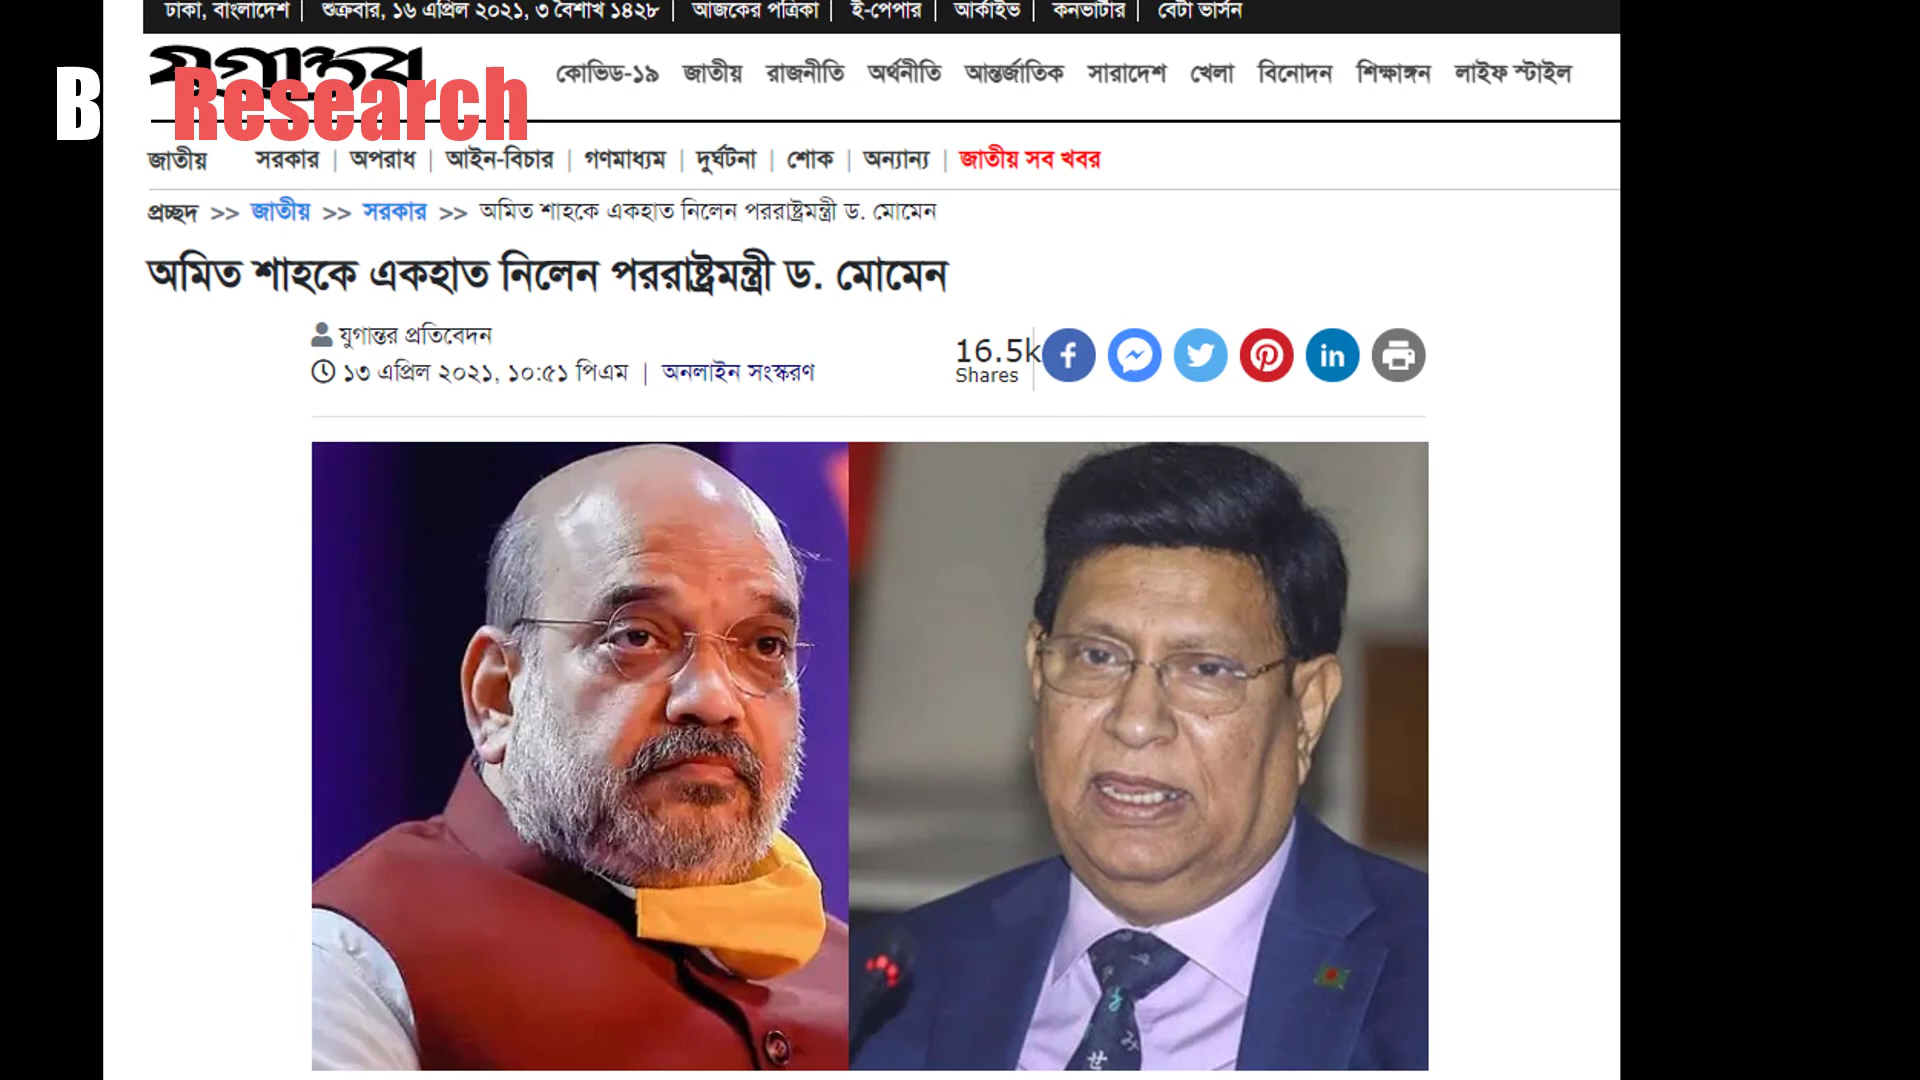 ঢাকা, বাংলাদেশ | শুক্রবার, ১৬ এপ্রিল ২০২১, ৩ বৈশাখ ১৪২৮ | আজকের পত্রিকা | ই-পেপার | আর্কাইভ | কনভার্টার | বেটা ভার্সন
যুগান্তর
B Research
কোভিড-১৯ জাতীয় রাজনীতি অর্থনীতি আন্তর্জাতিক সারাদেশ খেলা বিনোদন শিক্ষাঙ্গন লাইফ স্টাইল
জাতীয় সরকার | অপরাধ | আইন-বিচার | গণমাধ্যম | দুর্ঘটনা | শোক | অন্যান্য | জাতীয় সব খবর
প্রচ্ছদ >> জাতীয় >> সরকার >> অমিত শাহকে একহাত নিলেন পররাষ্ট্রমন্ত্রী ড. মোমেন
অমিত শাহকে একহাত নিলেন পররাষ্ট্রমন্ত্রী ড. মোমেন
যুগান্তর প্রতিবেদন
১৩ এপ্রিল ২০২১, ১০:৫১ পিএম | অনলাইন সংস্করণ
16.5k
Shares